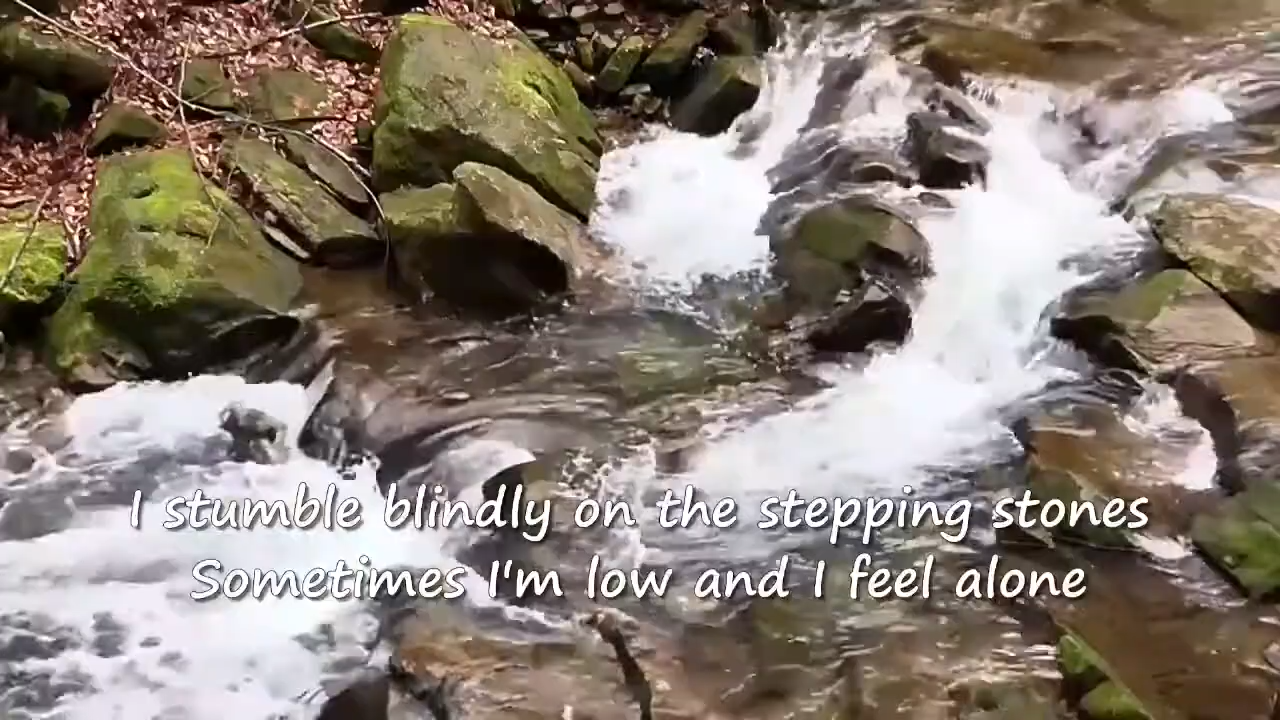 I stumble blindly on the stepping stones
Sometimes I'm low and I feel alone